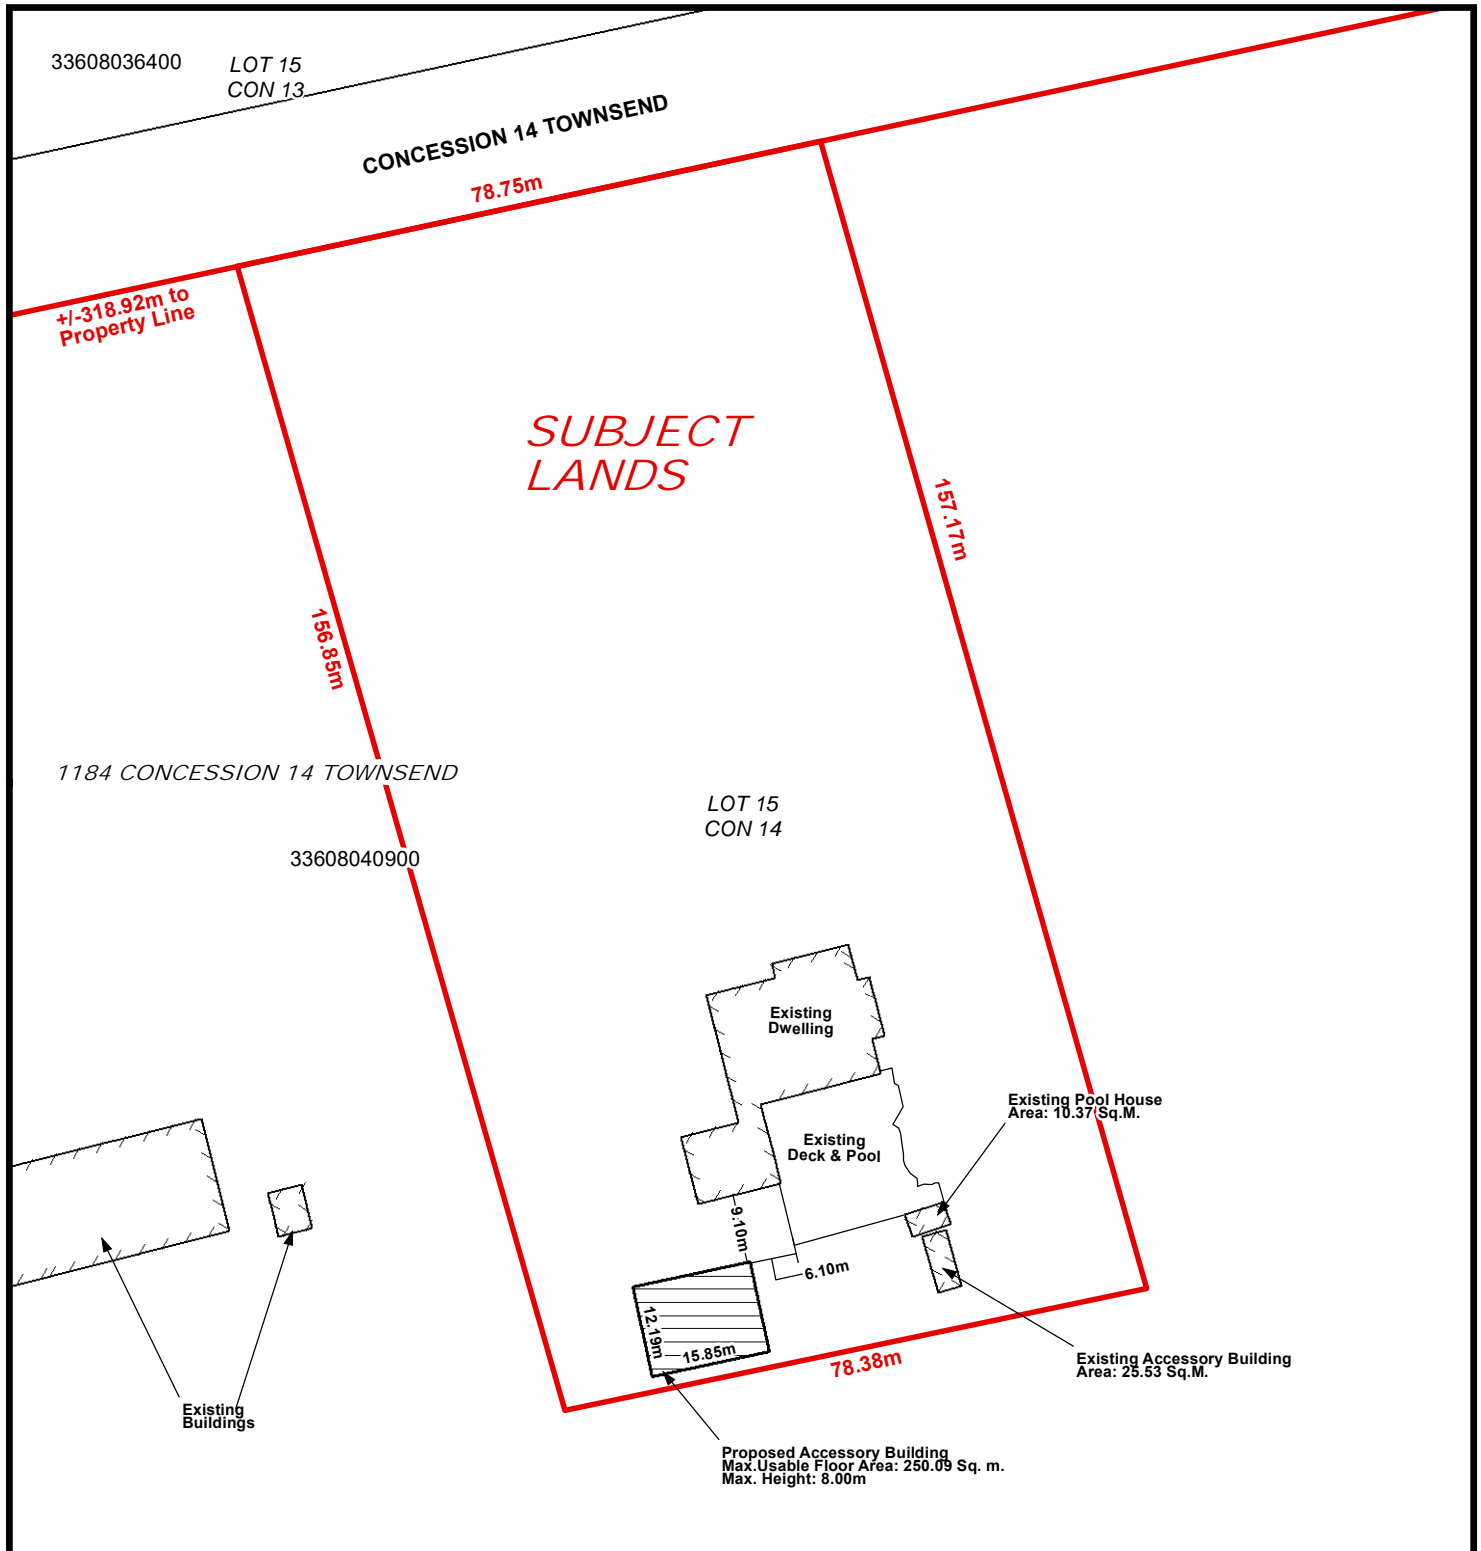 33608036400
LOT 15
CON 13
CONCESSION 14 TOWNSEND
78.75m
+/-318.92m to
Property Line
SUBJECT
LANDS
157.17m
156.85m
1184 CONCESSION 14 TOWNSEND
LOT 15
CON 14
33608040900
Existing
Dwelling
Existing Pool House
Area: 10.37 Sq.M.
Existing
Deck & Pool
9.10m
6.10m
12.19m
15.85m
78.38m
Existing Accessory Building
Area: 25.53 Sq.M.
Existing
Buildings
Proposed Accessory Building
Max.Usable Floor Area: 250.09 Sq. m.
Max. Height: 8.00m